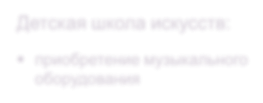 Детская школа искусств:
• приобретение музыкального
оборудования